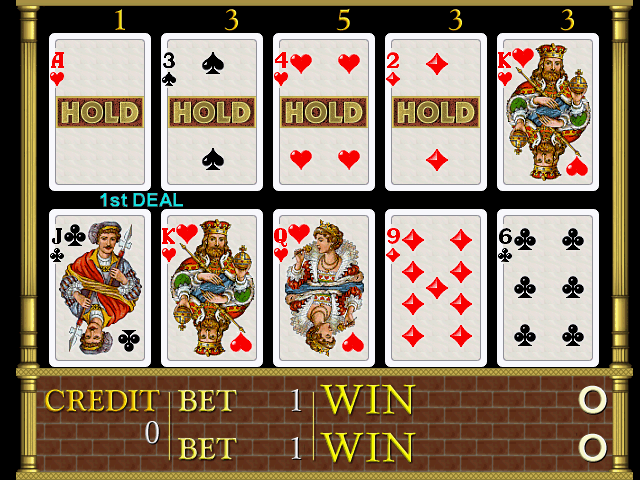 1 3 5 3 3
A 3 4 2 K
HOLD HOLD HOLD HOLD
1st DEAL
J K Q 9 6
CREDIT BET 1 WIN 0
0 BET 1 WIN 0